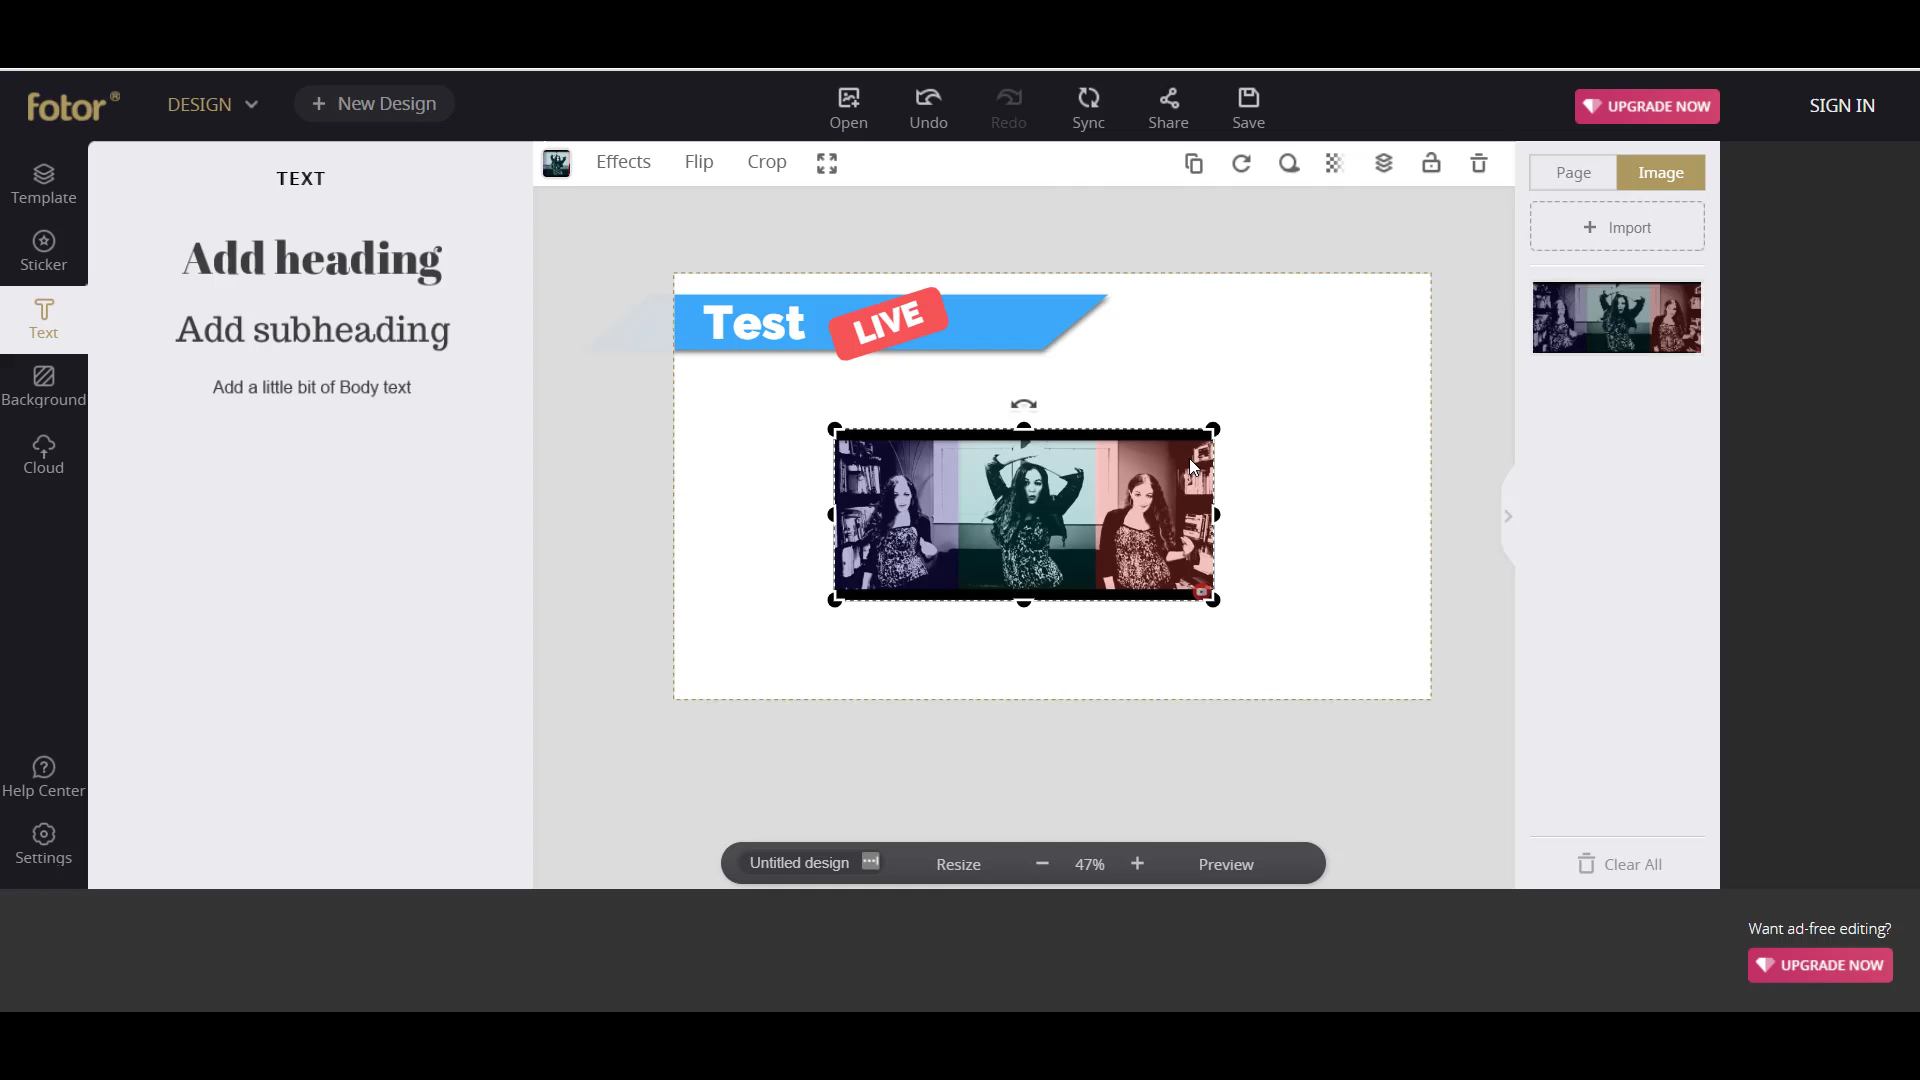 fotor®
DESIGN
+ New Design
Open
Undo
Redo
Sync
Share
Save
UPGRADE NOW
SIGN IN
Template
Sticker
Text
Background
Cloud
Help Center
Settings
TEXT
Add heading
Add subheading
Add a little bit of Body text
Effects
Flip
Crop
Test
LIVE
Untitled design
Resize
− 47% +
Preview
Page
Image
+ Import
Clear All
Want ad-free editing?
UPGRADE NOW